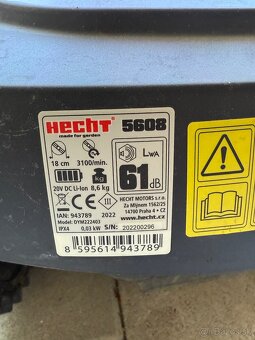 HECHT 5608
made for garden
18 cm 3100/min.
LWA
61 dB
kg
20V DC Li-Ion 8,6 kg
IAN: 943789 2022
Model: DYM222403
IPX4 0,03 kW S/N: 202200296
HECHT MOTORS s.r.o.
Za Mlýnem 1562/25
14700 Praha 4 • CZ
www.hecht.cz
8 595614 943789